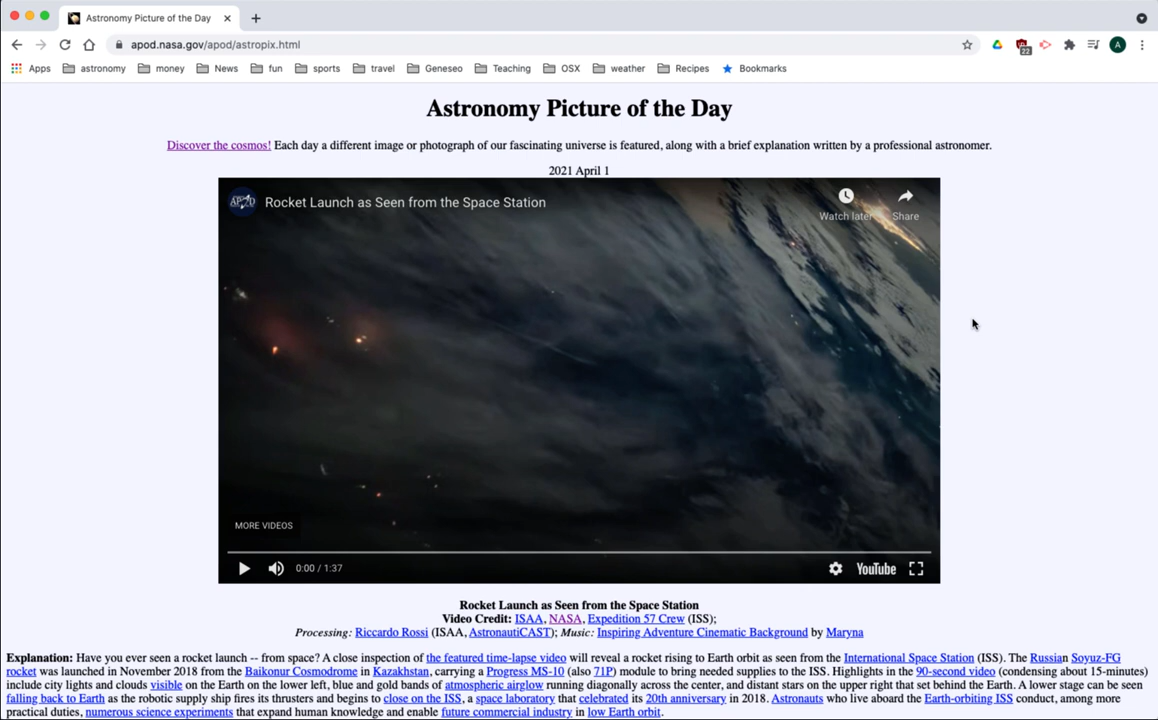 Astronomy Picture of the Day
apod.nasa.gov/apod/astropix.html
22
A
Apps astronomy money News fun sports travel Geneseo Teaching OSX weather Recipes Bookmarks
Astronomy Picture of the Day
Discover the cosmos! Each day a different image or photograph of our fascinating universe is featured, along with a brief explanation written by a professional astronomer.
2021 April 1
APOD Rocket Launch as Seen from the Space Station
Watch later Share
MORE VIDEOS
0:00 / 1:37 YouTube
Rocket Launch as Seen from the Space Station
Video Credit: ISAA, NASA, Expedition 57 Crew (ISS);
Processing: Riccardo Rossi (ISAA, AstronautiCAST); Music: Inspiring Adventure Cinematic Background by Maryna
Explanation: Have you ever seen a rocket launch -- from space? A close inspection of the featured time-lapse video will reveal a rocket rising to Earth orbit as seen from the International Space Station (ISS). The Russian Soyuz-FG
rocket was launched in November 2018 from the Baikonur Cosmodrome in Kazakhstan, carrying a Progress MS-10 (also 71P) module to bring needed supplies to the ISS. Highlights in the 90-second video (condensing about 15-minutes)
include city lights and clouds visible on the Earth on the lower left, blue and gold bands of atmospheric airglow running diagonally across the center, and distant stars on the upper right that set behind the Earth. A lower stage can be seen
falling back to Earth as the robotic supply ship fires its thrusters and begins to close on the ISS, a space laboratory that celebrated its 20th anniversary in 2018. Astronauts who live aboard the Earth-orbiting ISS conduct, among more
practical duties, numerous science experiments that expand human knowledge and enable future commercial industry in low Earth orbit.